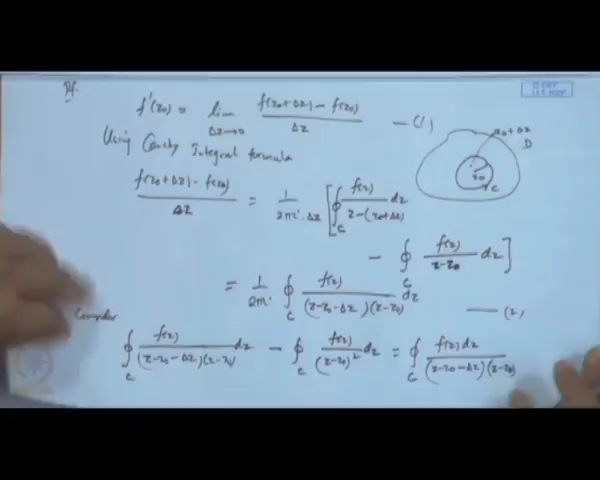 Pf.
f'(z₀) = lim_{Δz→0} (f(z₀+Δz) - f(z₀)) / Δz — (1)
z₀+Δz
D
z₀
C
Using Cauchy Integral formula
(f(z₀+Δz) - f(z₀)) / Δz = 1/(2πi·Δz) [ ∮_C f(z)/(z-(z₀+Δz)) dz
- ∮_C f(z)/(z-z₀) dz ]
= 1/(2πi) ∮_C f(z)/((z-z₀-Δz)(z-z₀)) dz — (2)
Consider
∮_C f(z)/((z-z₀-Δz)(z-z₀)) dz - ∮_C f(z)/(z-z₀)² dz = ∮_C f(z) dz/((z-z₀-Δz)(z-z₀)